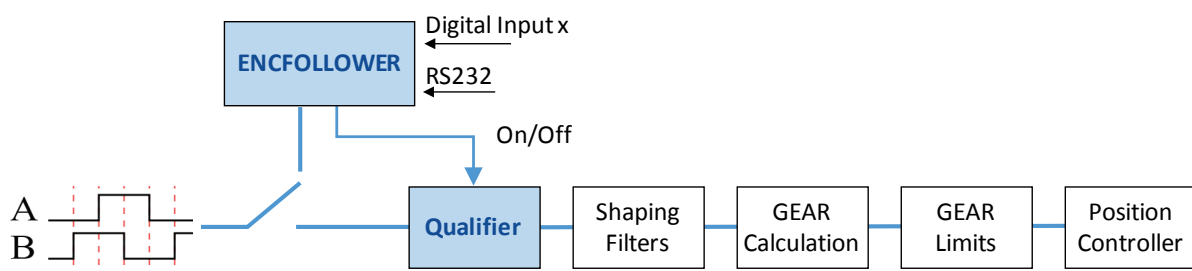 Digital Input x
ENCFOLLOWER
RS232
On/Off
A
B
Qualifier
Shaping
Filters
GEAR
Calculation
GEAR
Limits
Position
Controller